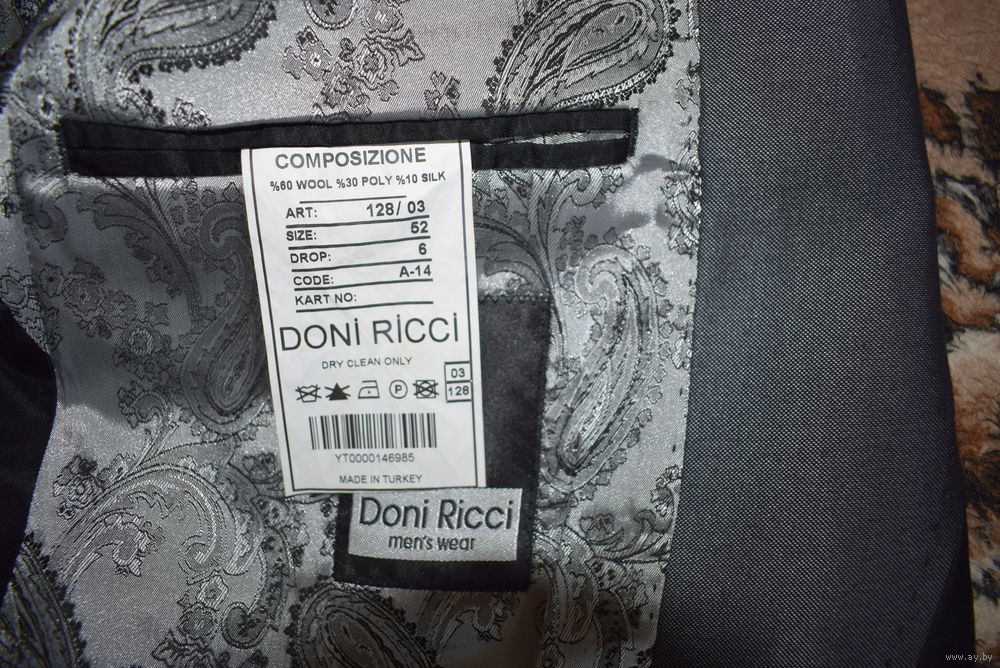 COMPOSIZIONE
%60 WOOL %30 POLY %10 SILK
ART: 128/ 03
SIZE: 52
DROP: 6
CODE: A-14
KART NO:
DONİ RİCCİ
DRY CLEAN ONLY
P
03
128
YT0000146985
MADE IN TURKEY
Doni Ricci
men's wear
www.ay.by